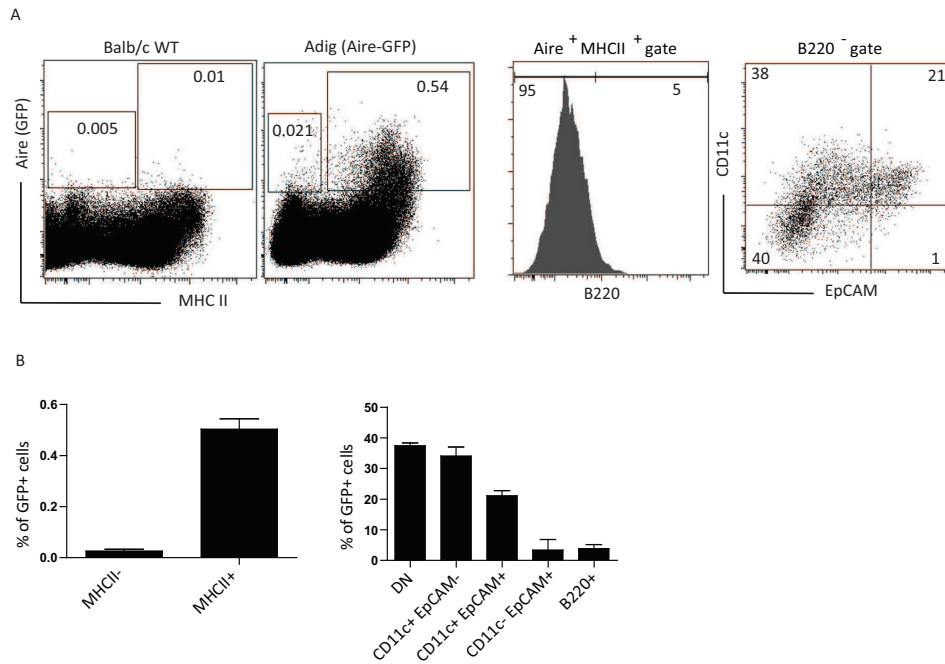 A
Balb/c WT
Adig (Aire-GFP)
Aire + MHCII + gate
B220 - gate
0.005
0.01
0,021
0.54
95
5
38
21
40
1
Aire (GFP)
MHC II
B220
CD11c
EpCAM
B
% of GFP+ cells
0.6
0.4
0.2
0.0
MHCII-
MHCII+
% of GFP+ cells
50
40
30
20
10
0
DN
CD11c+ EpCAM-
CD11c+ EpCAM+
CD11c- EpCAM+
B220+